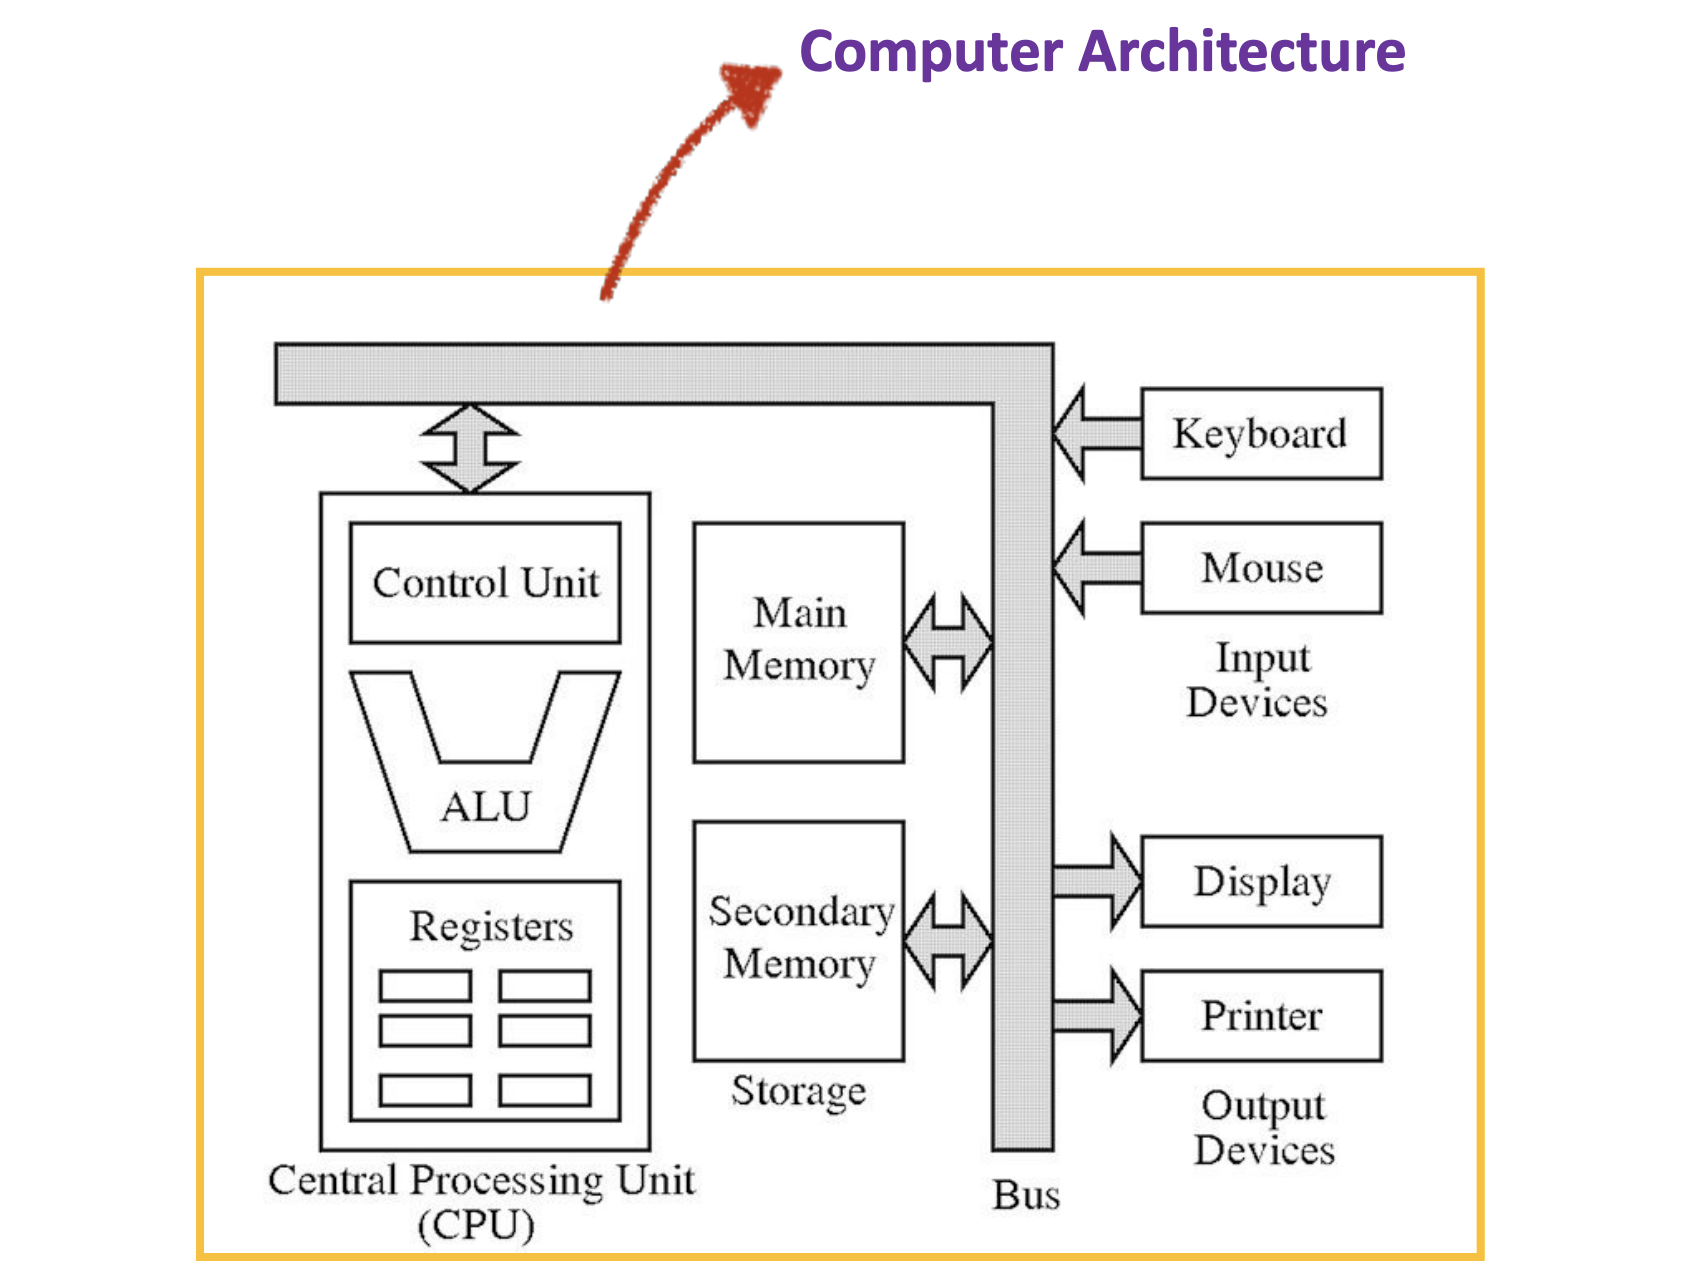 Computer Architecture
Control Unit
ALU
Registers
Central Processing Unit
(CPU)
Main
Memory
Secondary
Memory
Storage
Bus
Keyboard
Mouse
Input
Devices
Display
Printer
Output
Devices